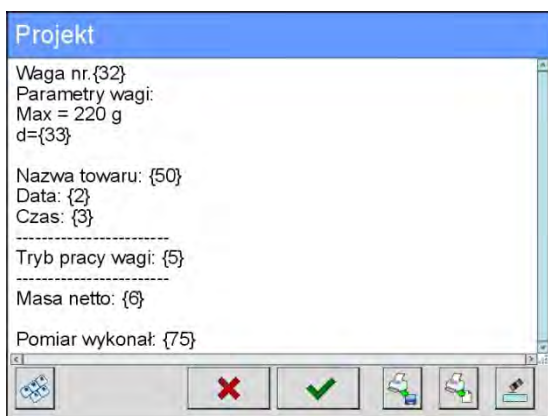 Projekt
Waga nr.{32}
Parametry wagi:
Max = 220 g
d={33}
Nazwa towaru: {50}
Data: {2}
Czas: {3}
-----------------------
Tryb pracy wagi: {5}
-----------------------
Masa netto: {6}
Pomiar wykonał: {75}